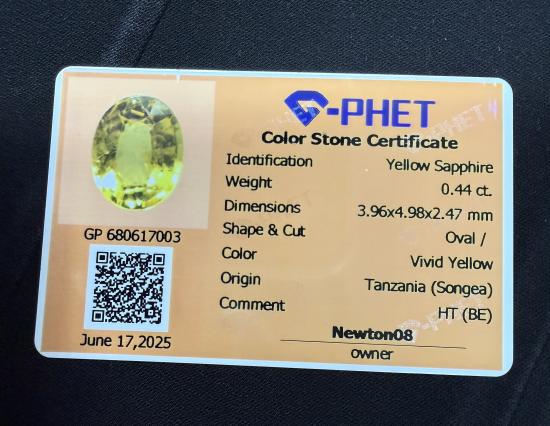 G-PHET
Color Stone Certificate
Identification Yellow Sapphire
Weight 0.44 ct.
Dimensions 3.96x4.98x2.47 mm
Shape & Cut Oval /
Color Vivid Yellow
Origin Tanzania (Songea)
Comment HT (BE)
Newton08
owner
GP 680617003
June 17,2025